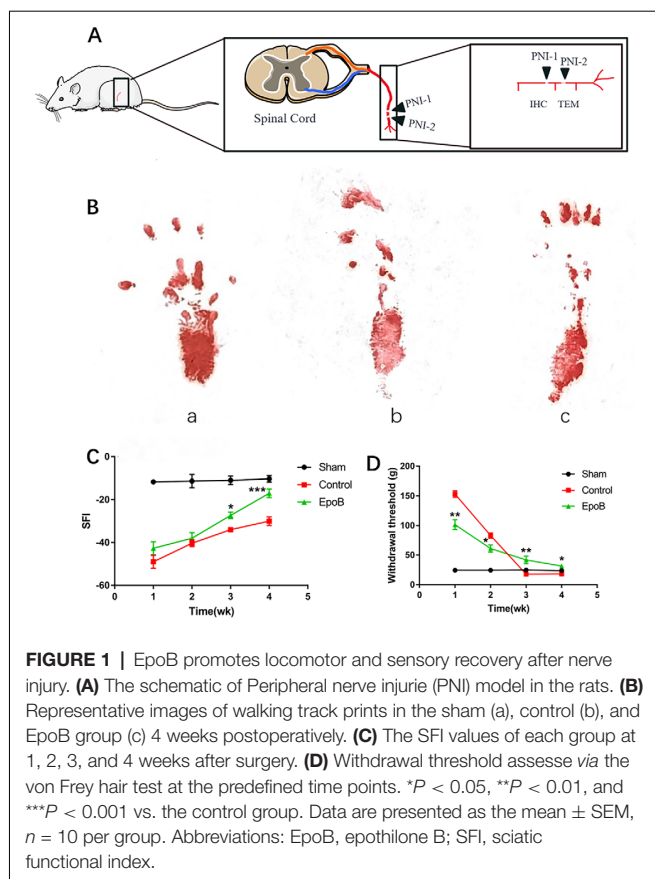 A
PNI-1
PNI-2
Spinal Cord
PNI-1
PNI-2
IHC TEM
B
a b c
C
0
-20
-40
-60
SFI
0 1 2 3 4 5
Time(wk)
Sham
Control
EpoB
*
***
D
200
150
100
50
0
Withdrawal threshold (g)
0 1 2 3 4 5
Time(wk)
Sham
Control
EpoB
**
*
**
*
FIGURE 1 | EpoB promotes locomotor and sensory recovery after nerve
injury. (A) The schematic of Peripheral nerve injurie (PNI) model in the rats. (B)
Representative images of walking track prints in the sham (a), control (b), and
EpoB group (c) 4 weeks postoperatively. (C) The SFI values of each group at
1, 2, 3, and 4 weeks after surgery. (D) Withdrawal threshold assesse via the
von Frey hair test at the predefined time points. *P < 0.05, **P < 0.01, and
***P < 0.001 vs. the control group. Data are presented as the mean ± SEM,
n = 10 per group. Abbreviations: EpoB, epothilone B; SFI, sciatic
functional index.